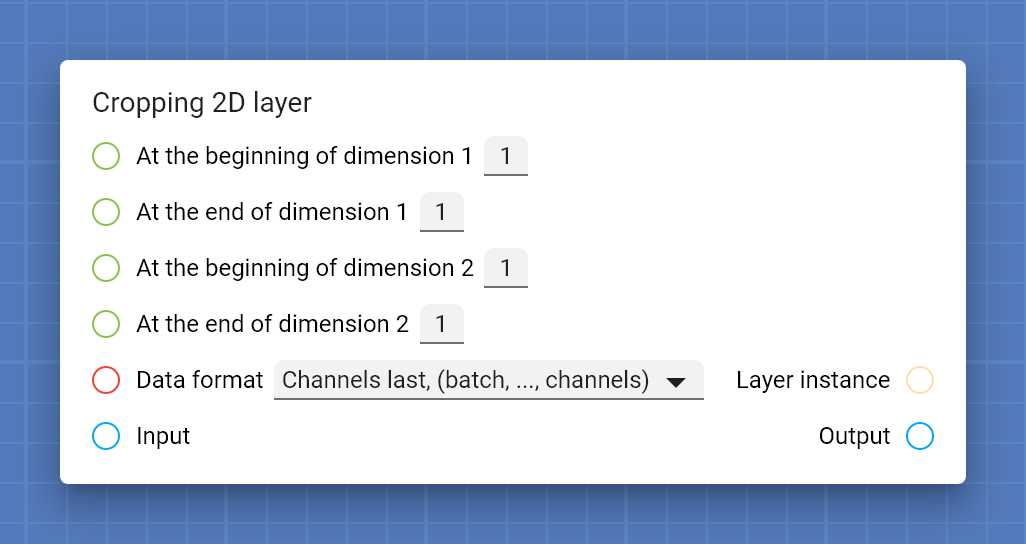 Cropping 2D layer
At the beginning of dimension 1 1
At the end of dimension 1 1
At the beginning of dimension 2 1
At the end of dimension 2 1
Data format Channels last, (batch, ..., channels) Layer instance
Input Output